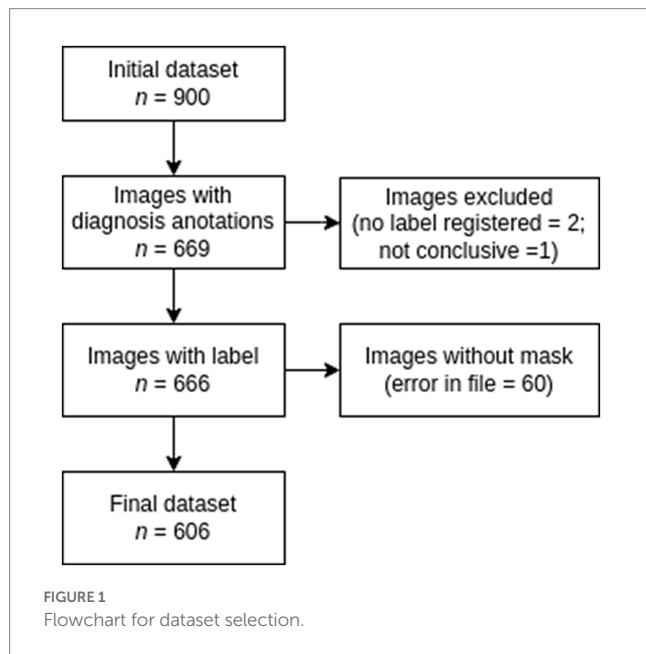 Initial dataset
n = 900
Images with
diagnosis anotations
n = 669
Images excluded
(no label registered = 2;
not conclusive =1)
Images with label
n = 666
Images without mask
(error in file = 60)
Final dataset
n = 606
FIGURE 1
Flowchart for dataset selection.